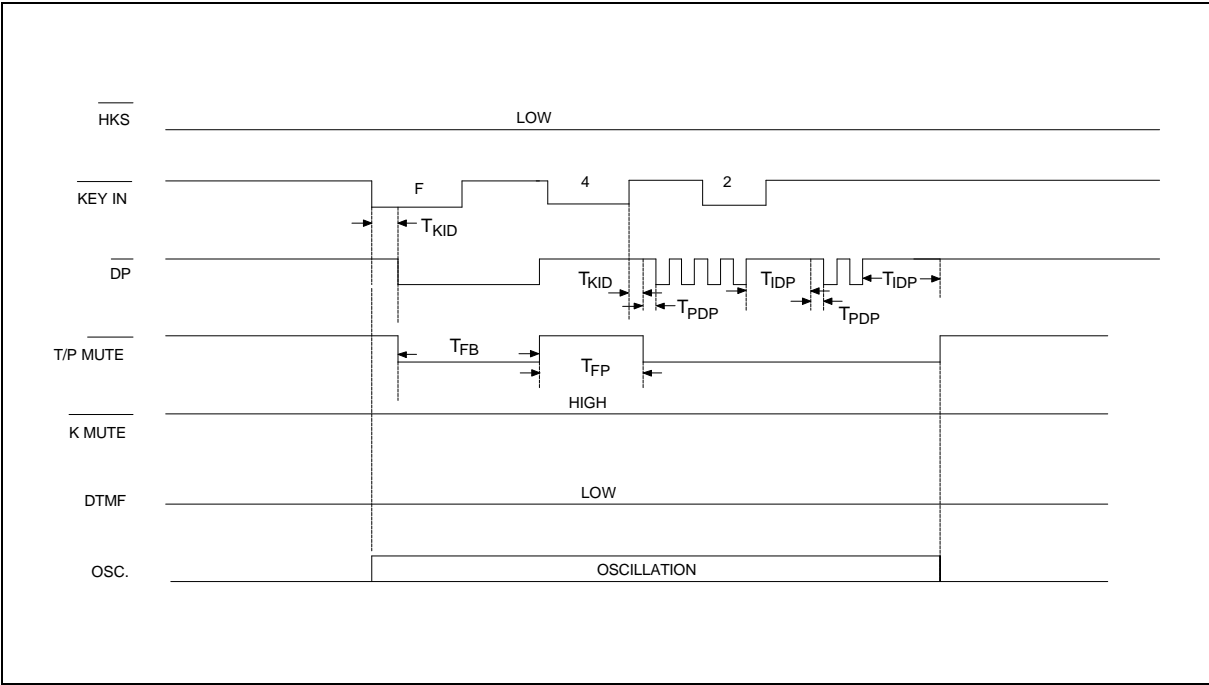 HKS
LOW
KEY IN
F
4
2
TKID
DP
TKID
TPDP
TIDP
TPDP
TIDP
T/P MUTE
TFB
TFP
HIGH
K MUTE
DTMF
LOW
OSC.
OSCILLATION